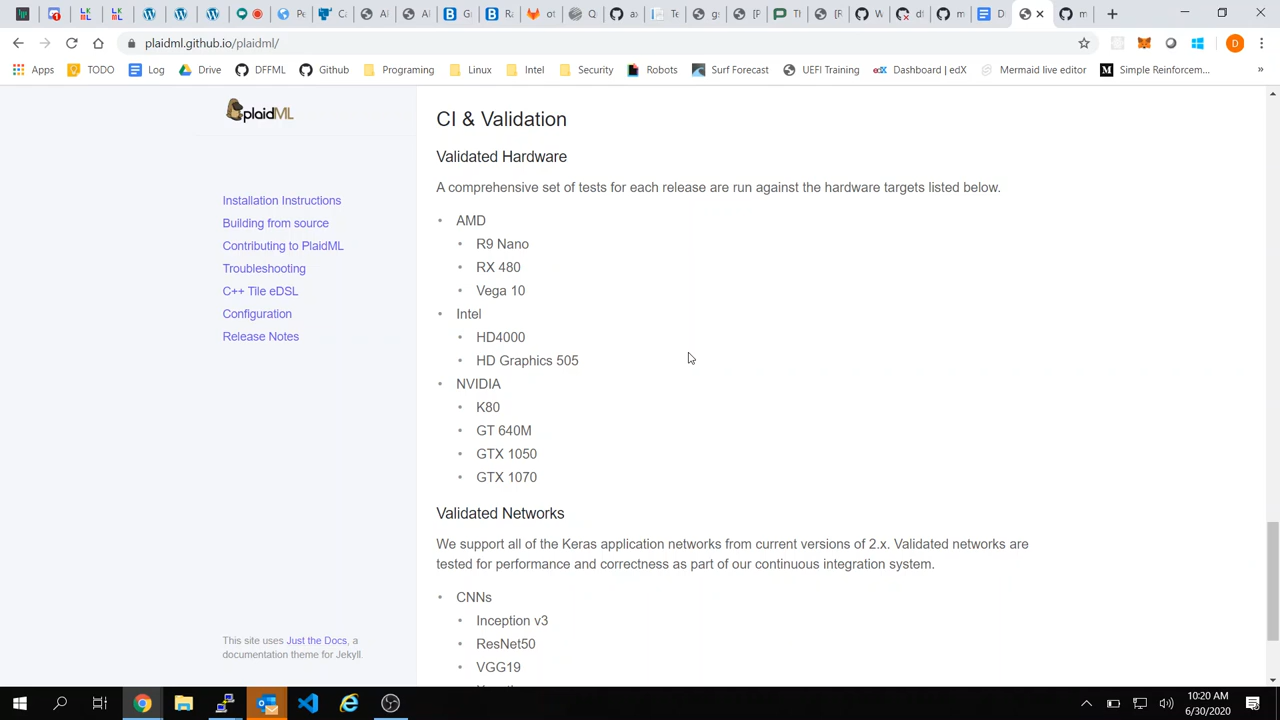 plaidml.github.io/plaidml/
Apps
TODO
Log
Drive
DFFML
Github
Programing
Linux
Intel
Security
Robots
Surf Forecast
UEFI Training
Dashboard | edX
Mermaid live editor
Simple Reinforcem...
»
plaidML
Installation Instructions
Building from source
Contributing to PlaidML
Troubleshooting
C++ Tile eDSL
Configuration
Release Notes
This site uses Just the Docs, a
documentation theme for Jekyll.
CI & Validation
Validated Hardware
A comprehensive set of tests for each release are run against the hardware targets listed below.
AMD
R9 Nano
RX 480
Vega 10
Intel
HD4000
HD Graphics 505
NVIDIA
K80
GT 640M
GTX 1050
GTX 1070
Validated Networks
We support all of the Keras application networks from current versions of 2.x. Validated networks are
tested for performance and correctness as part of our continuous integration system.
CNNs
Inception v3
ResNet50
VGG19
10:20 AM
6/30/2020